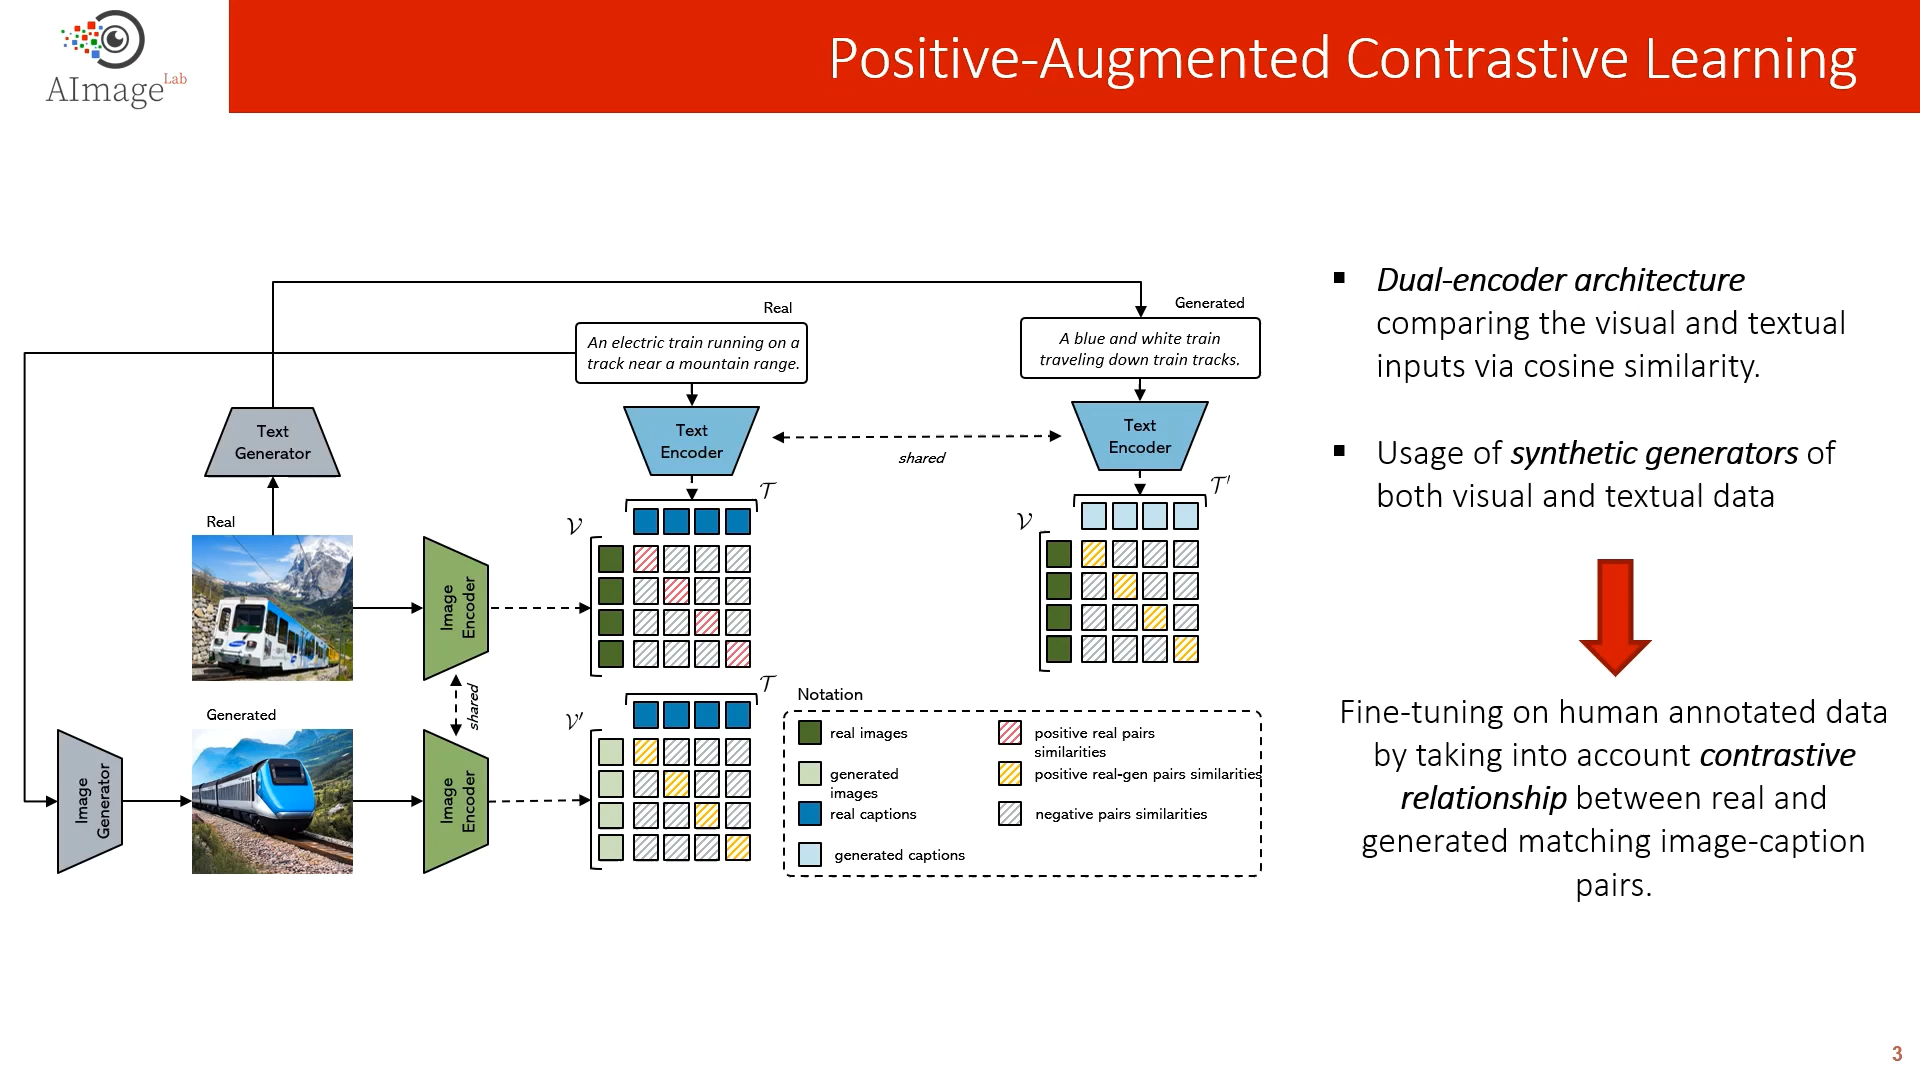 AImage Lab
Positive-Augmented Contrastive Learning
Real
An electric train running on a
track near a mountain range.
Generated
A blue and white train
traveling down train tracks.
Text
Generator
Text
Encoder
shared
Text
Encoder
𝒯
𝒯′
Real
𝒱
𝒱
Image
Encoder
shared
𝒯
Generated
𝒱′
Image
Generator
Image
Encoder
Notation
real images
generated
images
real captions
generated captions
positive real pairs
similarities
positive real-gen pairs similarities
negative pairs similarities
▪ Dual-encoder architecture
comparing the visual and textual
inputs via cosine similarity.
▪ Usage of synthetic generators of
both visual and textual data
Fine-tuning on human annotated data
by taking into account contrastive
relationship between real and
generated matching image-caption
pairs.
3